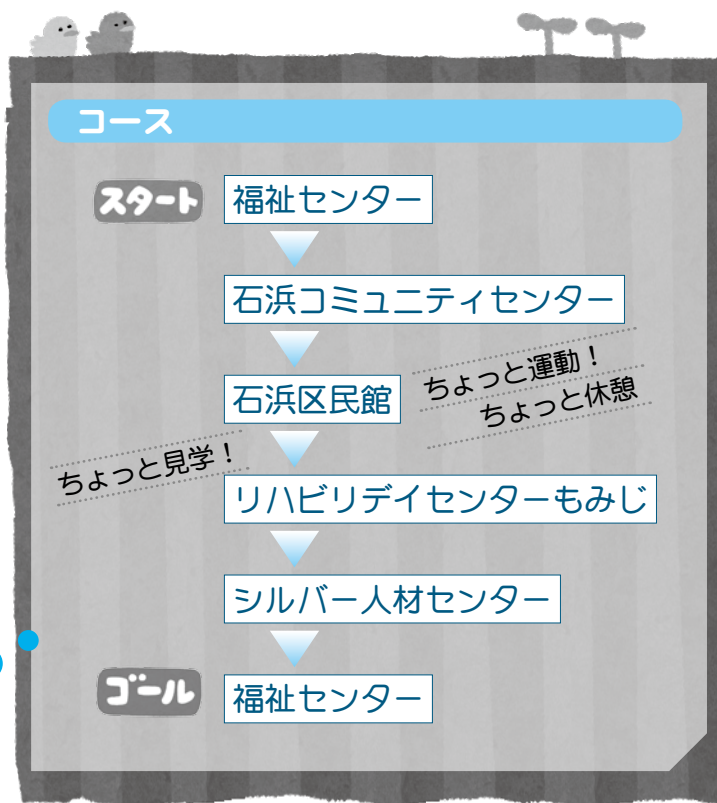 コース
スタート 福祉センター
石浜コミュニティセンター
石浜区民館
ちょっと運動！
ちょっと休憩
ちょっと見学！
リハビリデイセンターもみじ
シルバー人材センター
ゴール 福祉センター